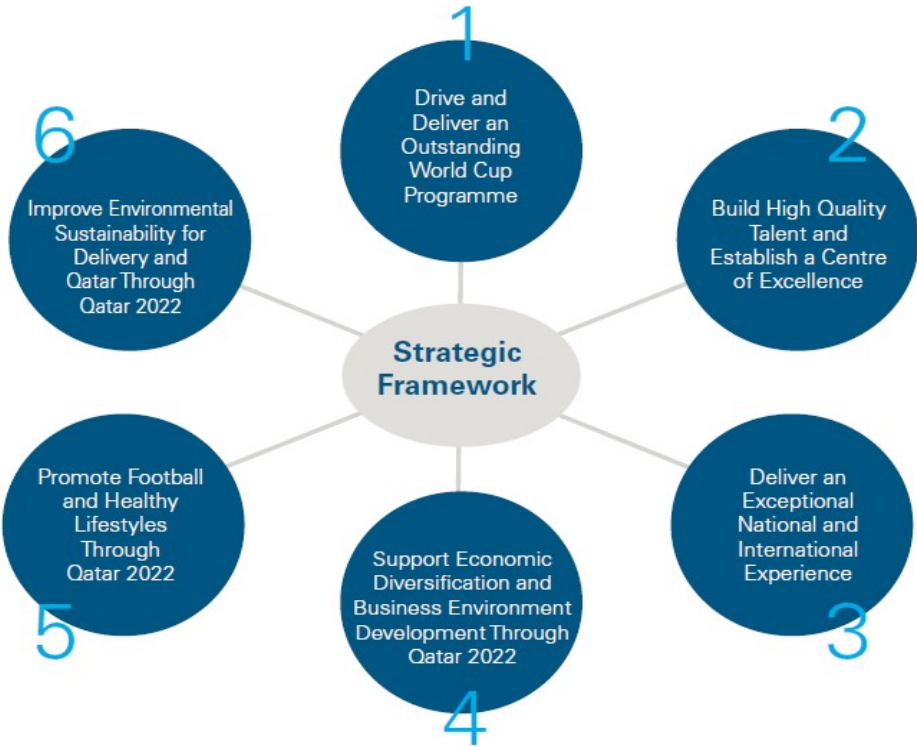 1
Drive and
Deliver an
Outstanding
World Cup
Programme
2
Build High Quality
Talent and
Establish a Centre
of Excellence
3
Deliver an
Exceptional
National and
International
Experience
4
Support Economic
Diversification and
Business Environment
Development Through
Qatar 2022
5
Promote Football
and Healthy
Lifestyles
Through
Qatar 2022
6
Improve Environmental
Sustainability for
Delivery and
Qatar Through
Qatar 2022
Strategic
Framework